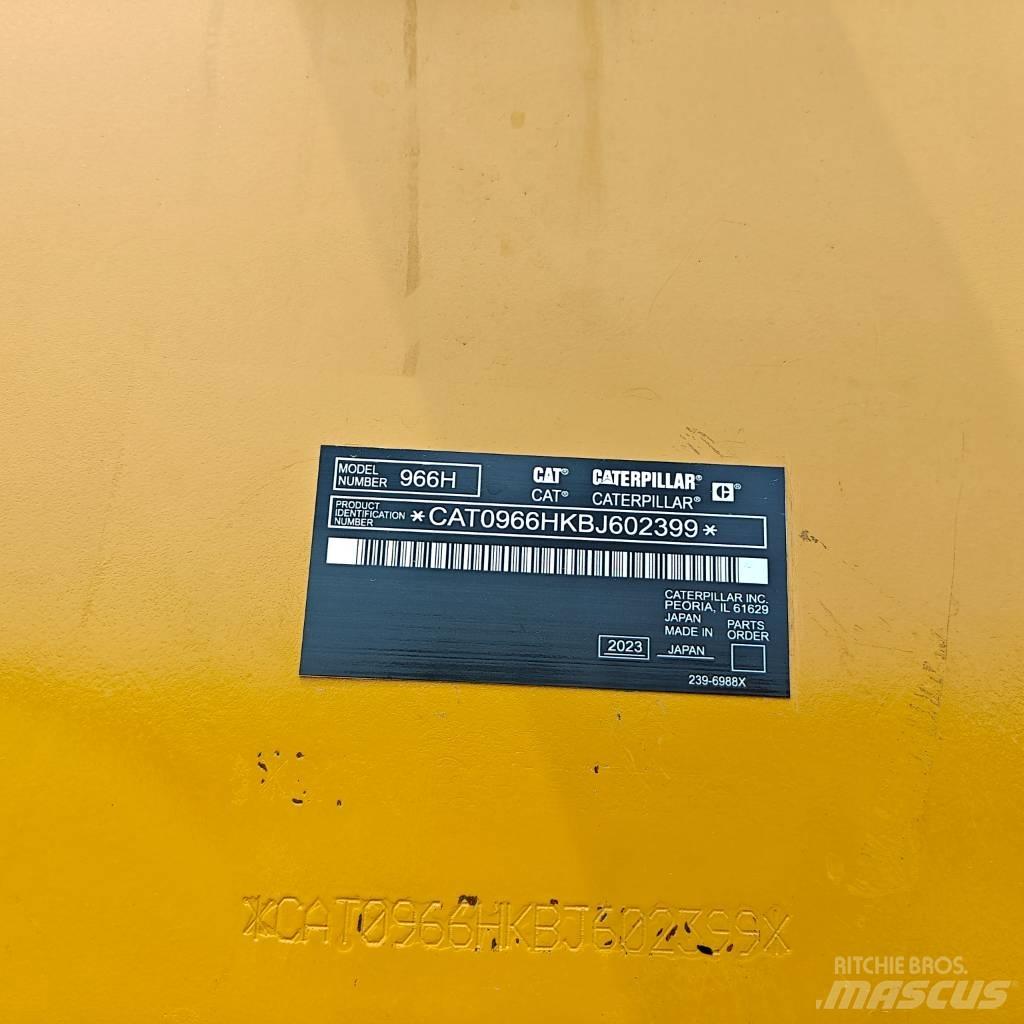 MODEL NUMBER 966H
CAT® CATERPILLAR® C®
CAT® CATERPILLAR®
PRODUCT IDENTIFICATION NUMBER *CAT0966HKBJ602399*
CATERPILLAR INC.
PEORIA, IL 61629
JAPAN
MADE IN
PARTS
ORDER
2023 JAPAN
239-6988X
*CAT0966HKBJ602399X
RITCHIE BROS.
MASCUS